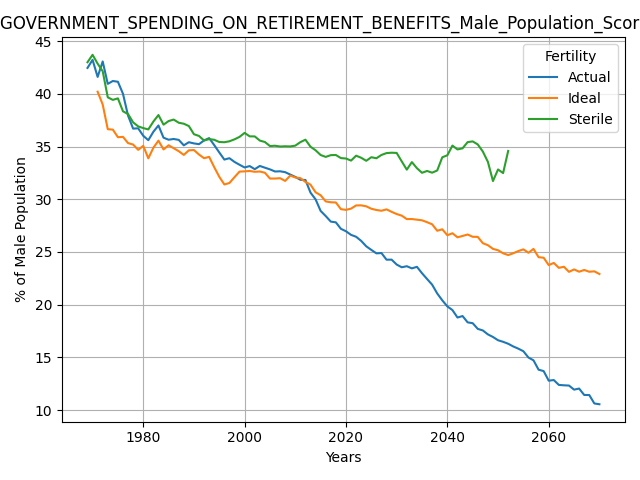 GOVERNMENT_SPENDING_ON_RETIREMENT_BENEFITS_Male_Population_Scor
45
40
35
30
25
20
15
10
% of Male Population
Fertility
Actual
Ideal
Sterile
1980 2000 2020 2040 2060
Years